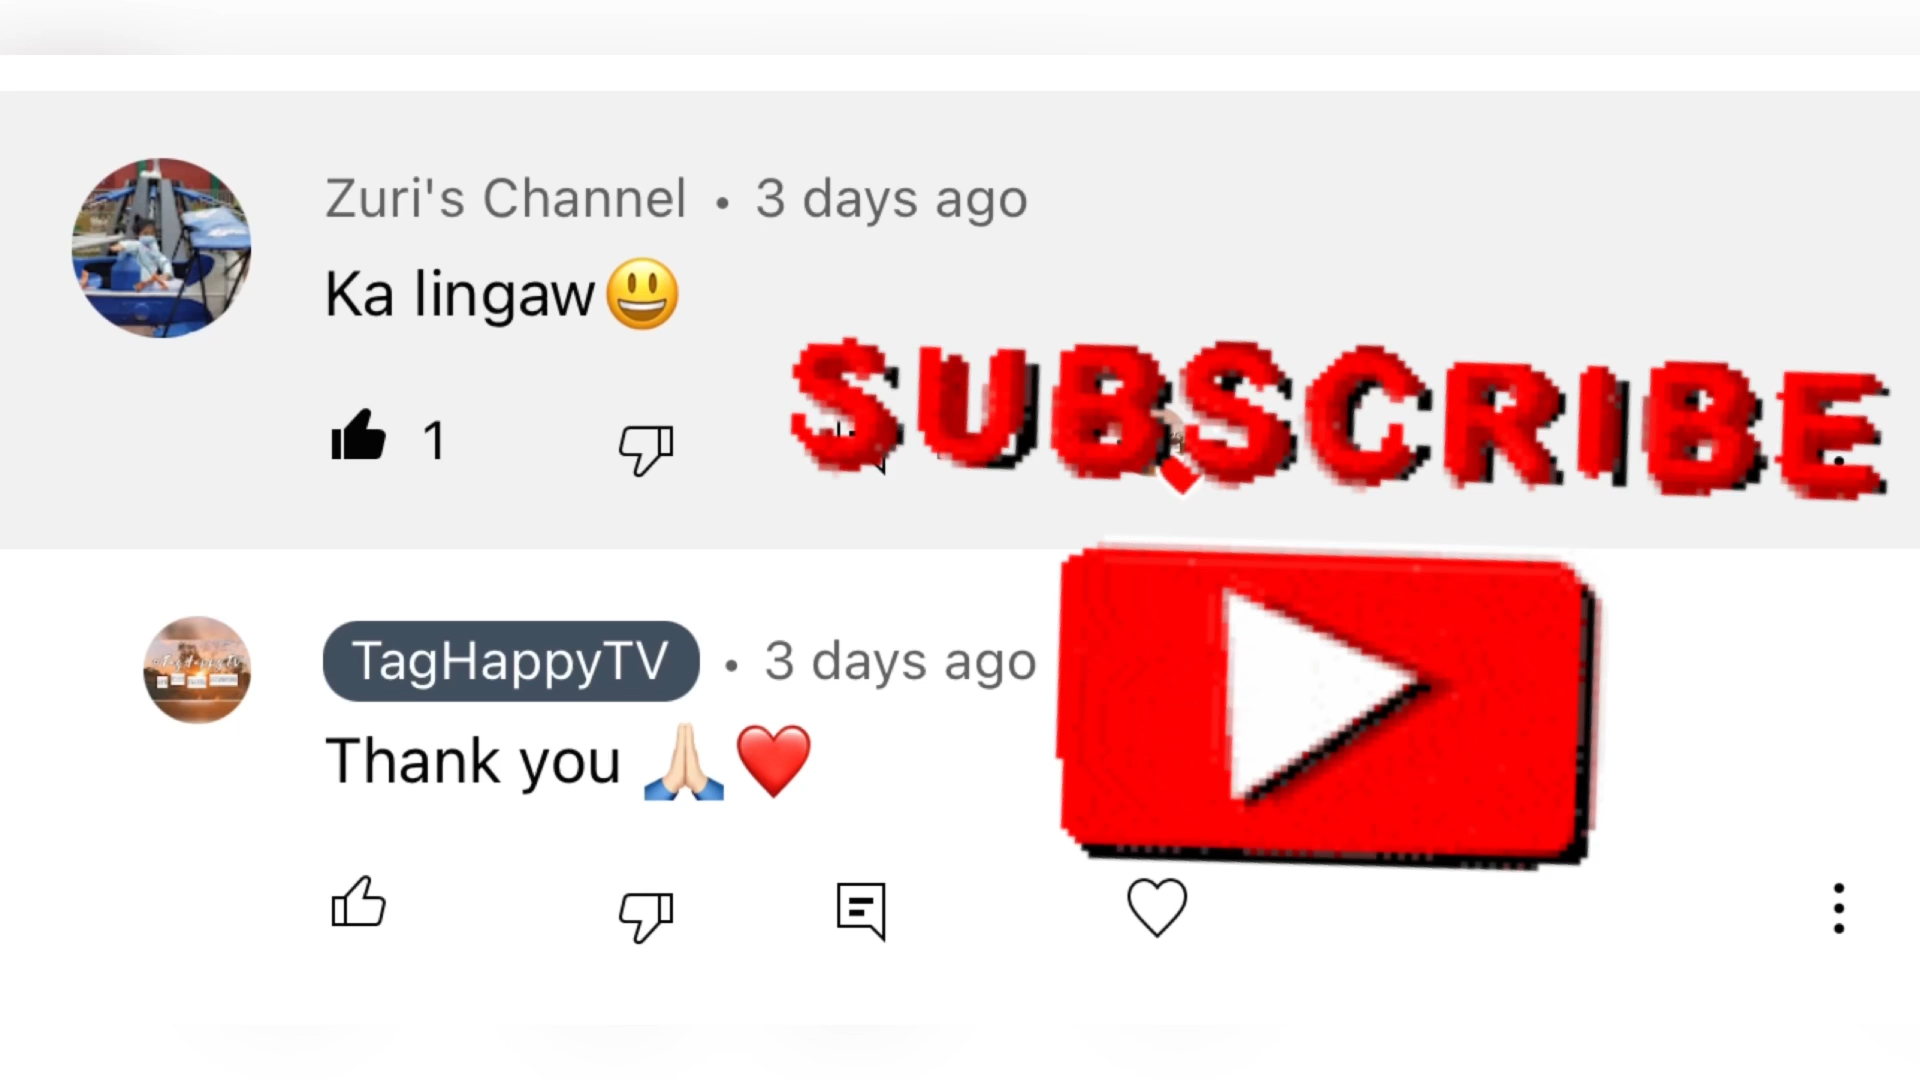 Zuri's Channel • 3 days ago
Ka lingaw😃
1
SUBSCRIBE
TagHappyTV • 3 days ago
Thank you 🙏🏻❤️